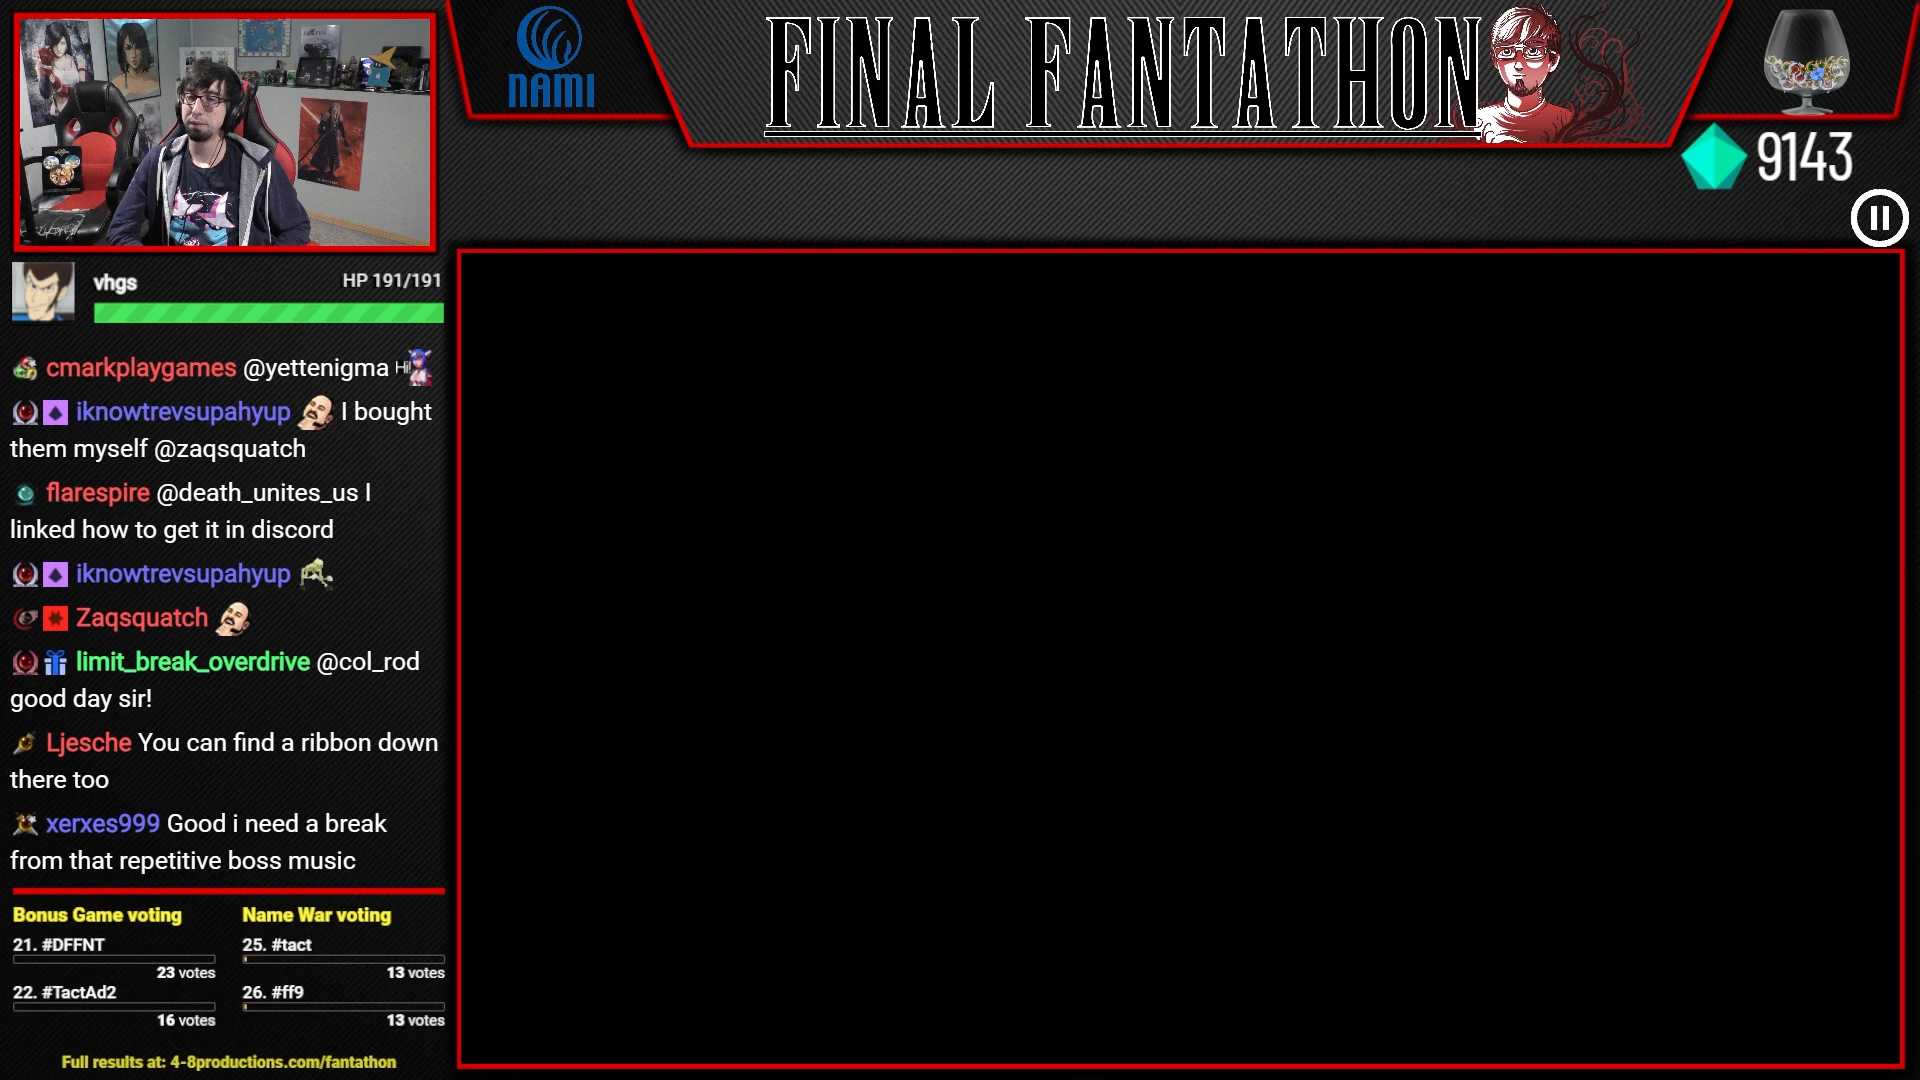 NAMI
FINAL FANTATHON
9143
vhgs
HP 191/191
cmarkplaygames @yettenigma Hi!
iknowtrevsupahyup I bought
them myself @zaqsquatch
flarespire @death_unites_us I
linked how to get it in discord
iknowtrevsupahyup
Zaqsquatch
limit_break_overdrive @col_rod
good day sir!
Ljesche You can find a ribbon down
there too
xerxes999 Good i need a break
from that repetitive boss music
Bonus Game voting
21. #DFFNT
23 votes
22. #TactAd2
16 votes
Name War voting
25. #tact
13 votes
26. #ff9
13 votes
Full results at: 4-8productions.com/fantathon